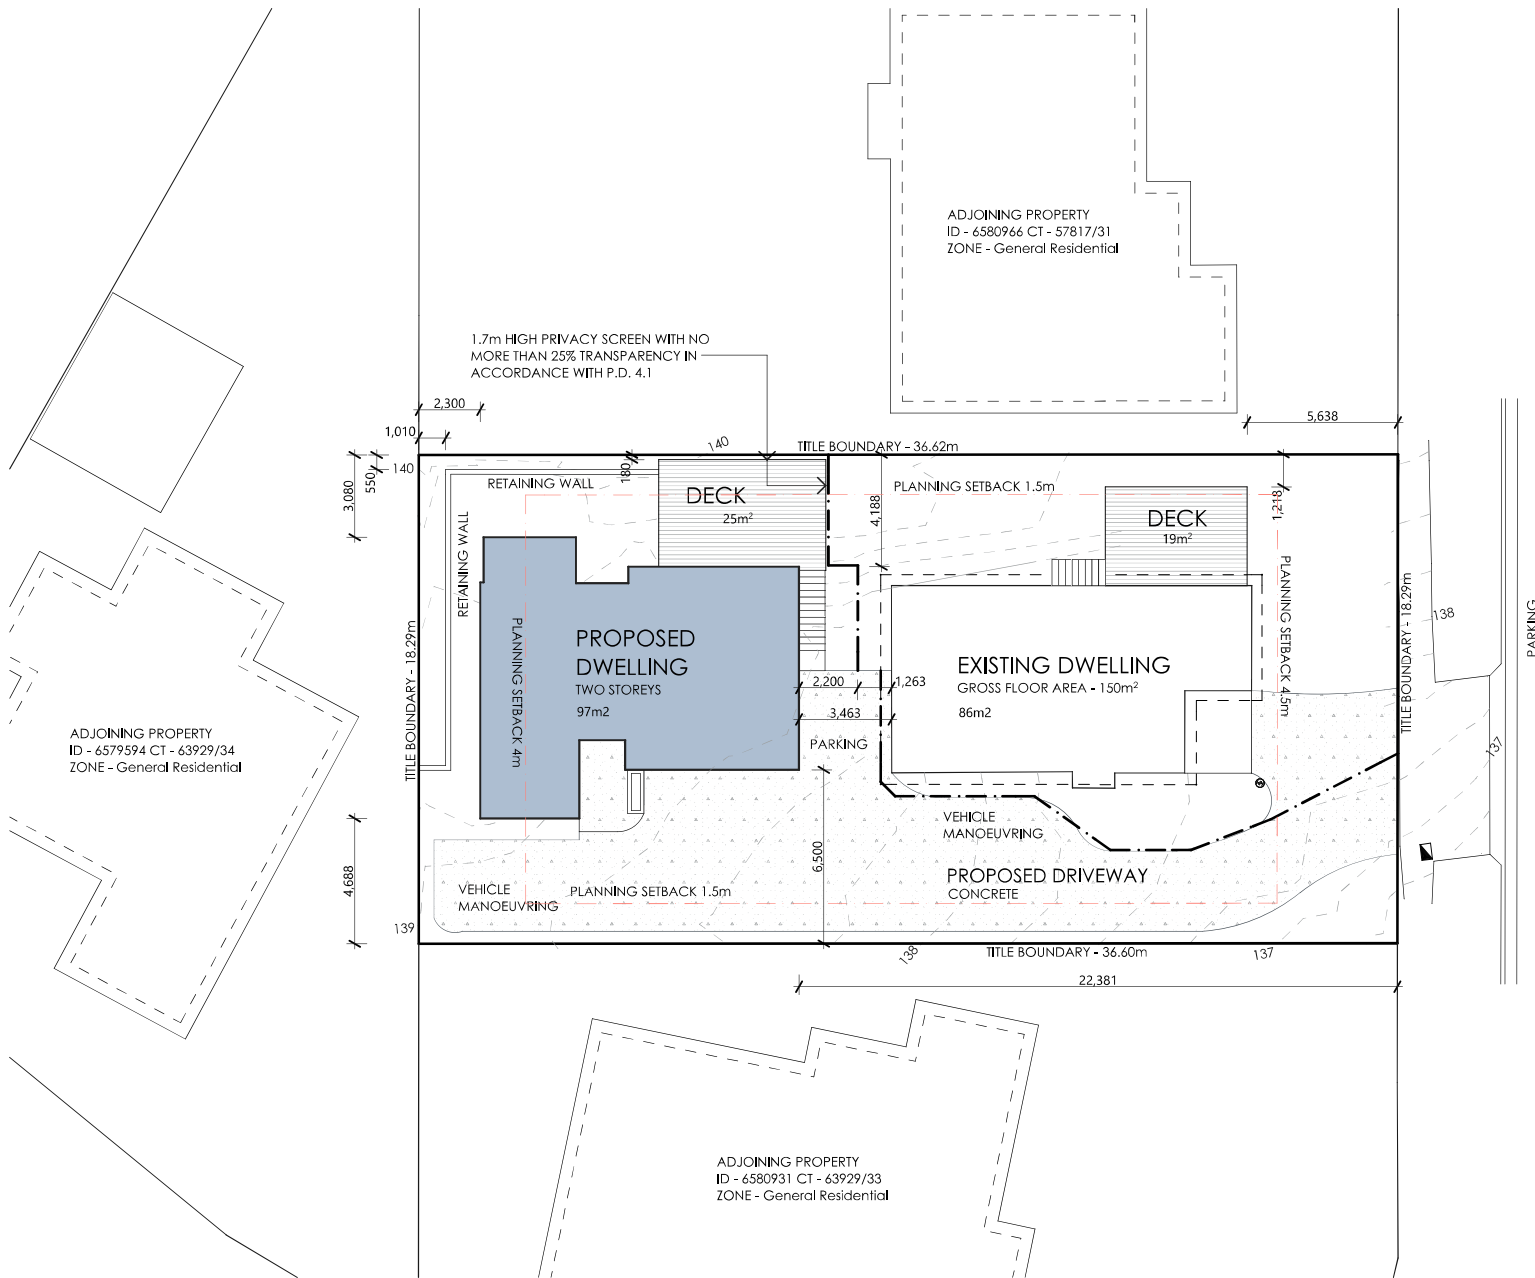 ADJOINING PROPERTY
ID - 6580966 CT - 57817/31
ZONE - General Residential
1.7m HIGH PRIVACY SCREEN WITH NO
MORE THAN 25% TRANSPARENCY IN
ACCORDANCE WITH P.D. 4.1
2,300
5,638
1,010
140
TITLE BOUNDARY - 36.62m
140
3,080
550
180
RETAINING WALL
DECK
25m²
4,188
PLANNING SETBACK 1.5m
1,218
DECK
19m²
RETAINING WALL
PLANNING SETBACK 4.5m
TITLE BOUNDARY - 18.29m
138
PARKING
TITLE BOUNDARY - 18.29m
PLANNING SETBACK 4m
PROPOSED
DWELLING
TWO STOREYS
97m2
EXISTING DWELLING
GROSS FLOOR AREA - 150m²
86m2
2,200
1,263
3,463
PARKING
137
ADJOINING PROPERTY
ID - 6579594 CT - 63929/34
ZONE - General Residential
VEHICLE
MANOEUVRING
6,500
4,688
PROPOSED DRIVEWAY
CONCRETE
VEHICLE
MANOEUVRING
PLANNING SETBACK 1.5m
139
138
TITLE BOUNDARY - 36.60m
137
22,381
ADJOINING PROPERTY
ID - 6580931 CT - 63929/33
ZONE - General Residential